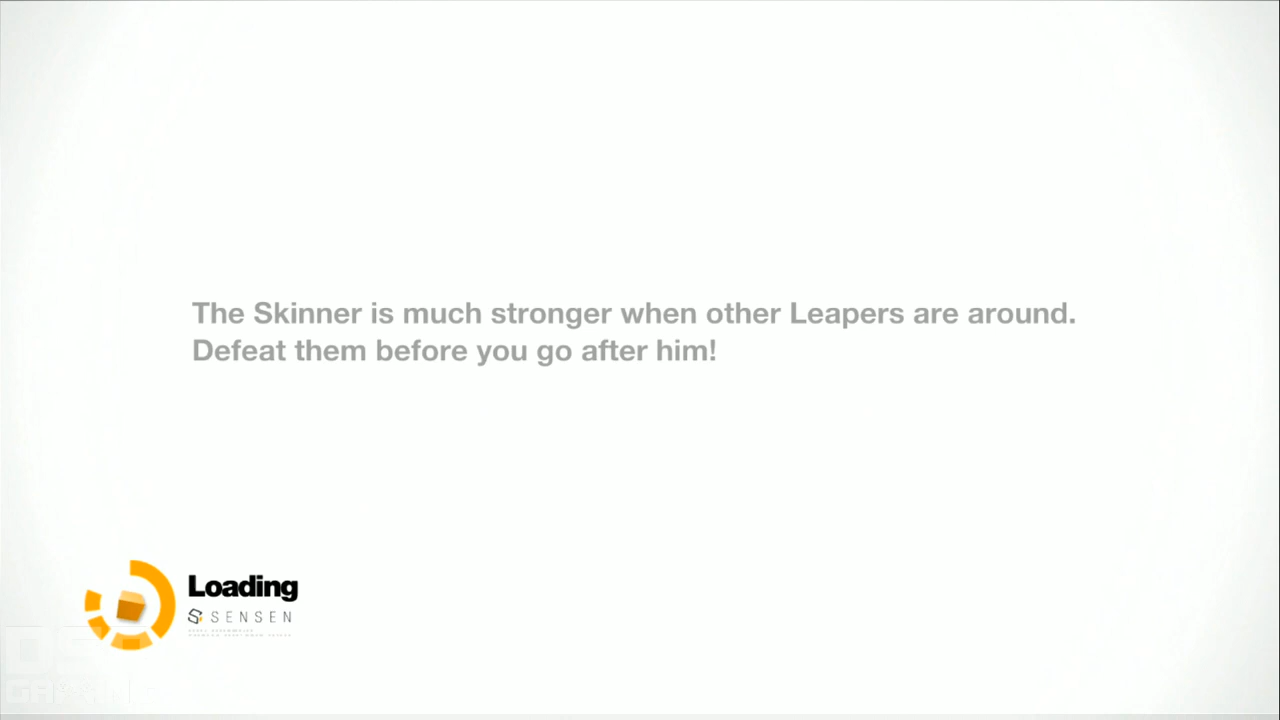 The Skinner is much stronger when other Leapers are around.
Defeat them before you go after him!
Loading
SENSEN